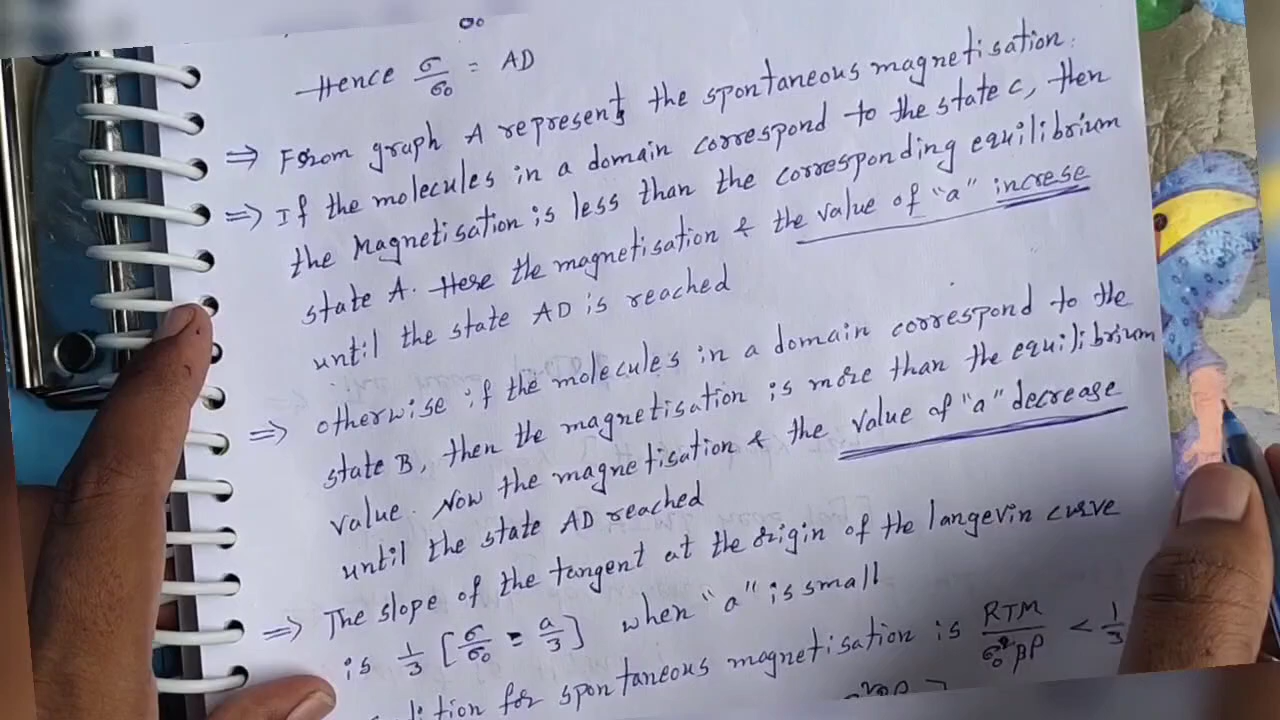 σ₀
Hence σ/σ₀ = AD
⇒ From graph A represent the spontaneous magnetisation.
⇒ If the molecules in a domain correspond to the state C, then
the Magnetisation is less than the corresponding equilibrium
state A. Here the magnetisation & the value of "a" increse
until the state AD is reached
⇒ otherwise if the molecules in a domain correspond to the
state B, then the magnetisation is more than the equilibrium
value. Now the magnetisation & the value of "a" decrease
until the state AD reached
⇒ The slope of the tangent at the origin of the langevin curve
is 1/3 [σ/σ₀ = a/3] when "a" is small
for spontaneous magnetisation is RTM/σ₀²βρ < 1/3